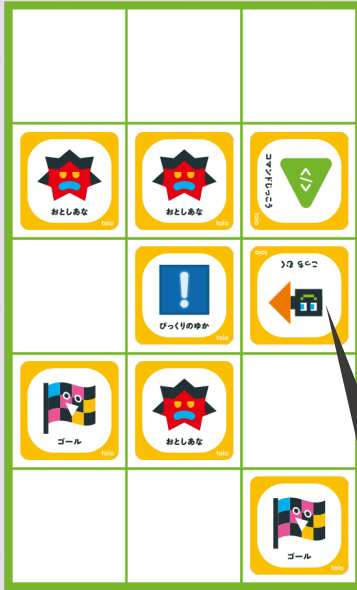 おとしあな
toio
おとしあな
toio
コマンドじっこう
</>
toio
びっくりのゆか
toio
こっちむく
toio
ゴール
toio
おとしあな
toio
ゴール
toio